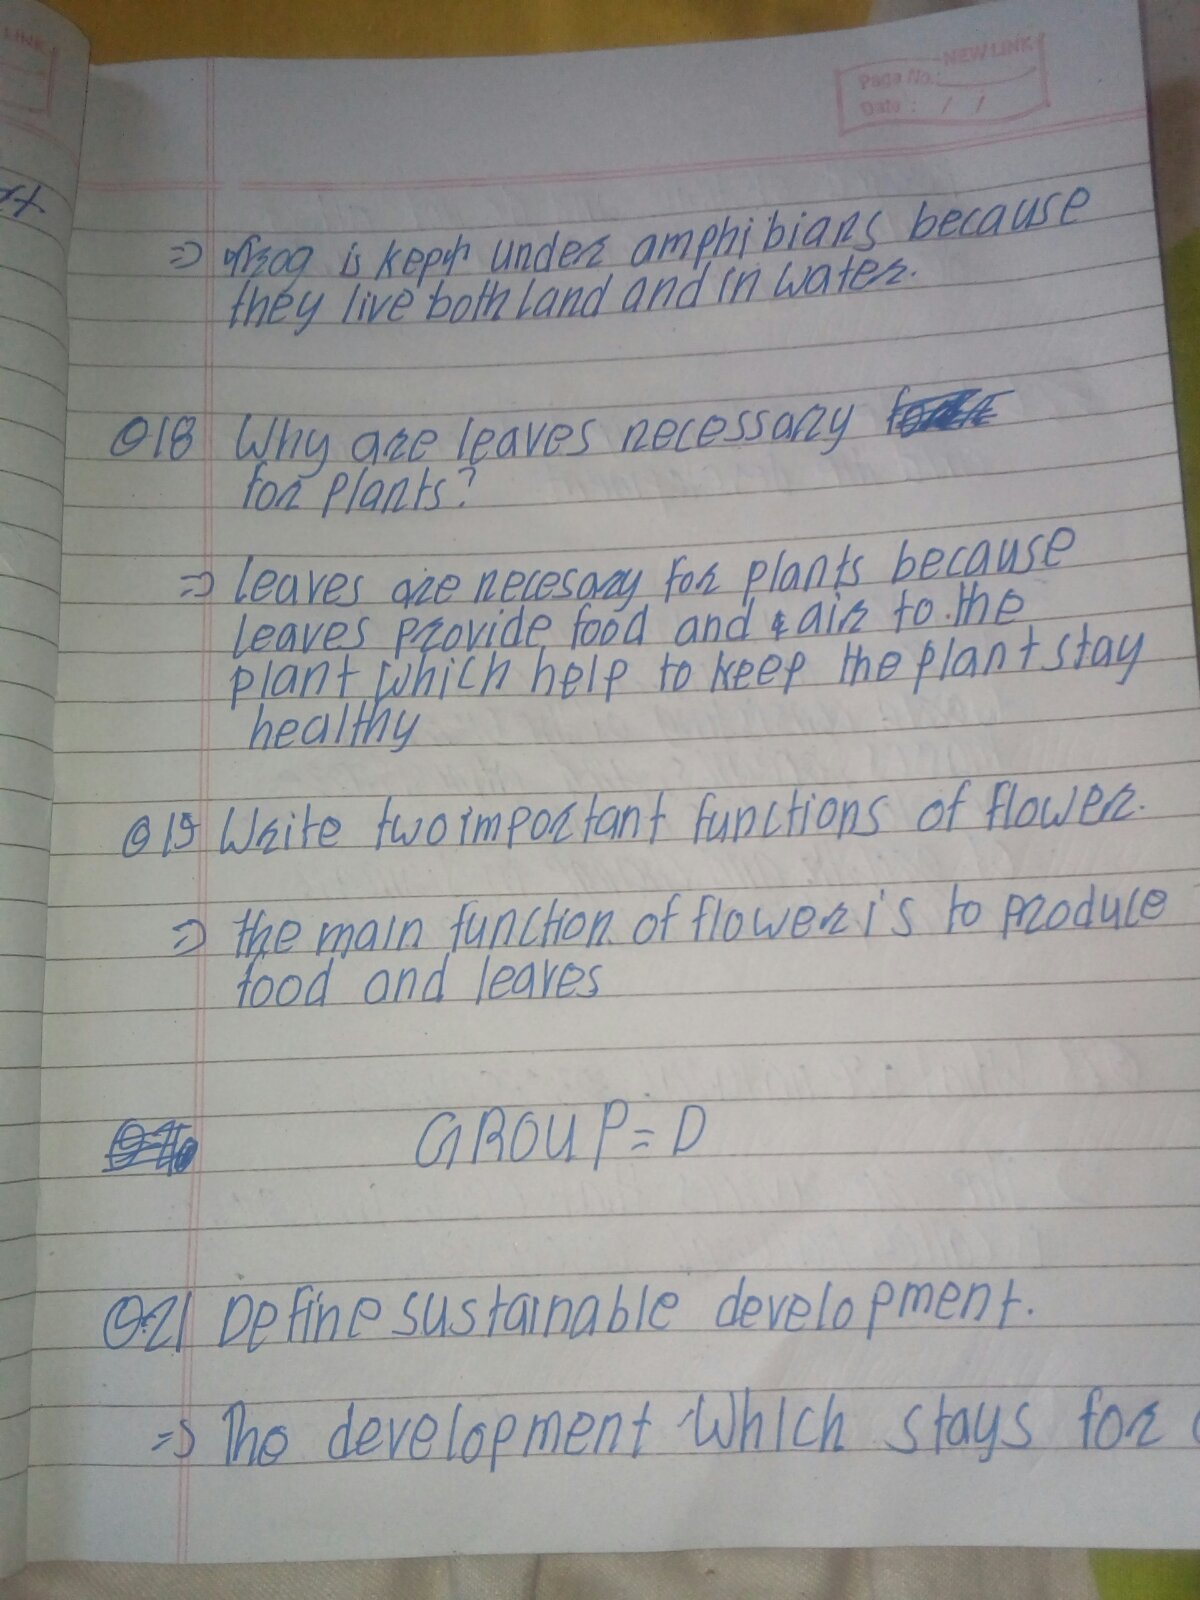 LINK
NEW LINK
Page No.:
Date : / /
=> frog is kept under amphibians because
they live both land and in water.
Q18 Why are leaves necessary
for plants?
=> leaves are necesary for plants because
leaves provide food and air to the
plant which help to keep the plant stay
healthy
Q19 Write two important functions of flower.
=> the main function of flower is to produce
food and leaves
GROUP = D
Q.21 Define sustainable development.
=> The development which stays for